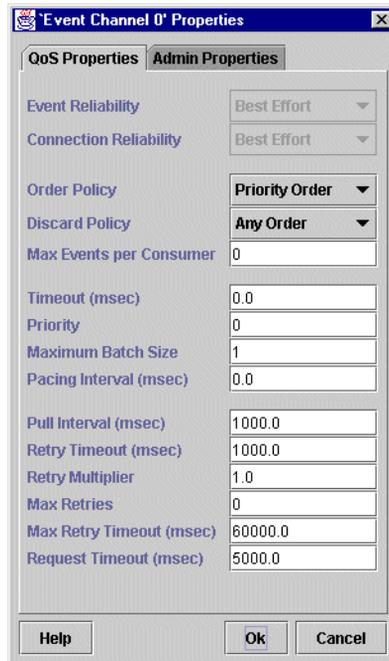 `Event Channel 0' Properties
QoS Properties Admin Properties
Event Reliability Best Effort
Connection Reliability Best Effort
Order Policy Priority Order
Discard Policy Any Order
Max Events per Consumer 0
Timeout (msec) 0.0
Priority 0
Maximum Batch Size 1
Pacing Interval (msec) 0.0
Pull Interval (msec) 1000.0
Retry Timeout (msec) 1000.0
Retry Multiplier 1.0
Max Retries 0
Max Retry Timeout (msec) 60000.0
Request Timeout (msec) 5000.0
Help Ok Cancel